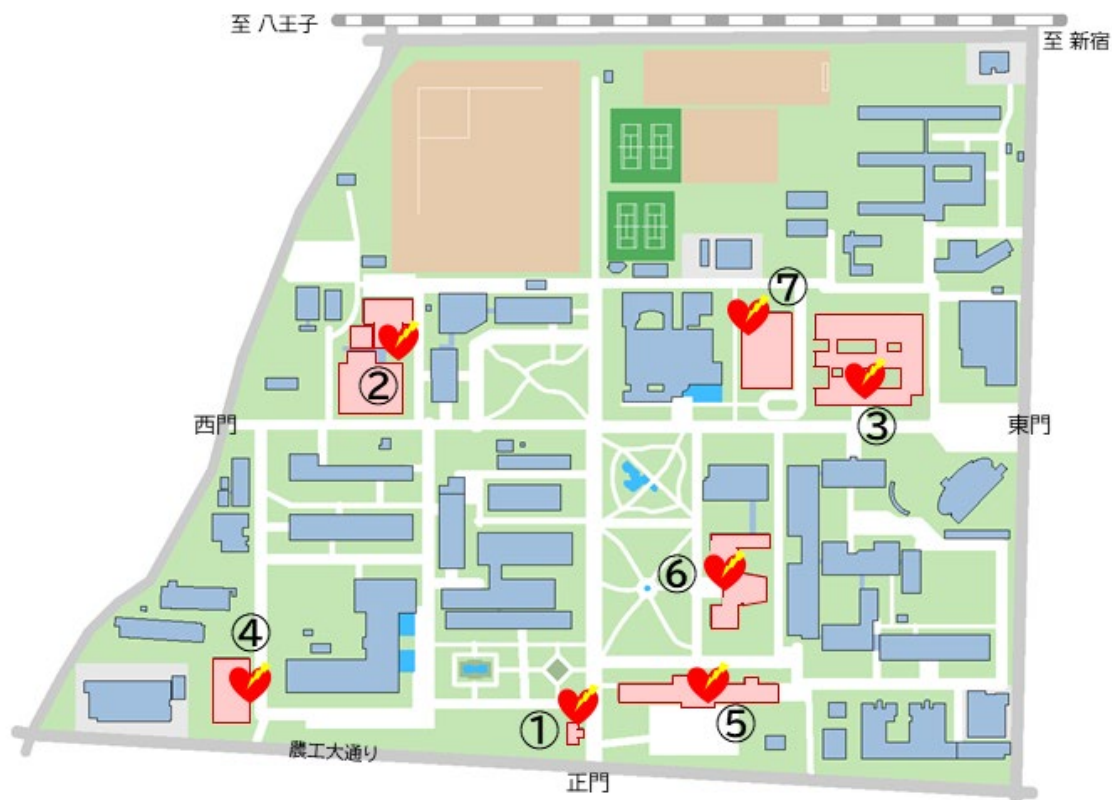 至 八王子
至 新宿
⑦
②
③
西門
東門
⑥
④
①
⑤
農工大通り
正門